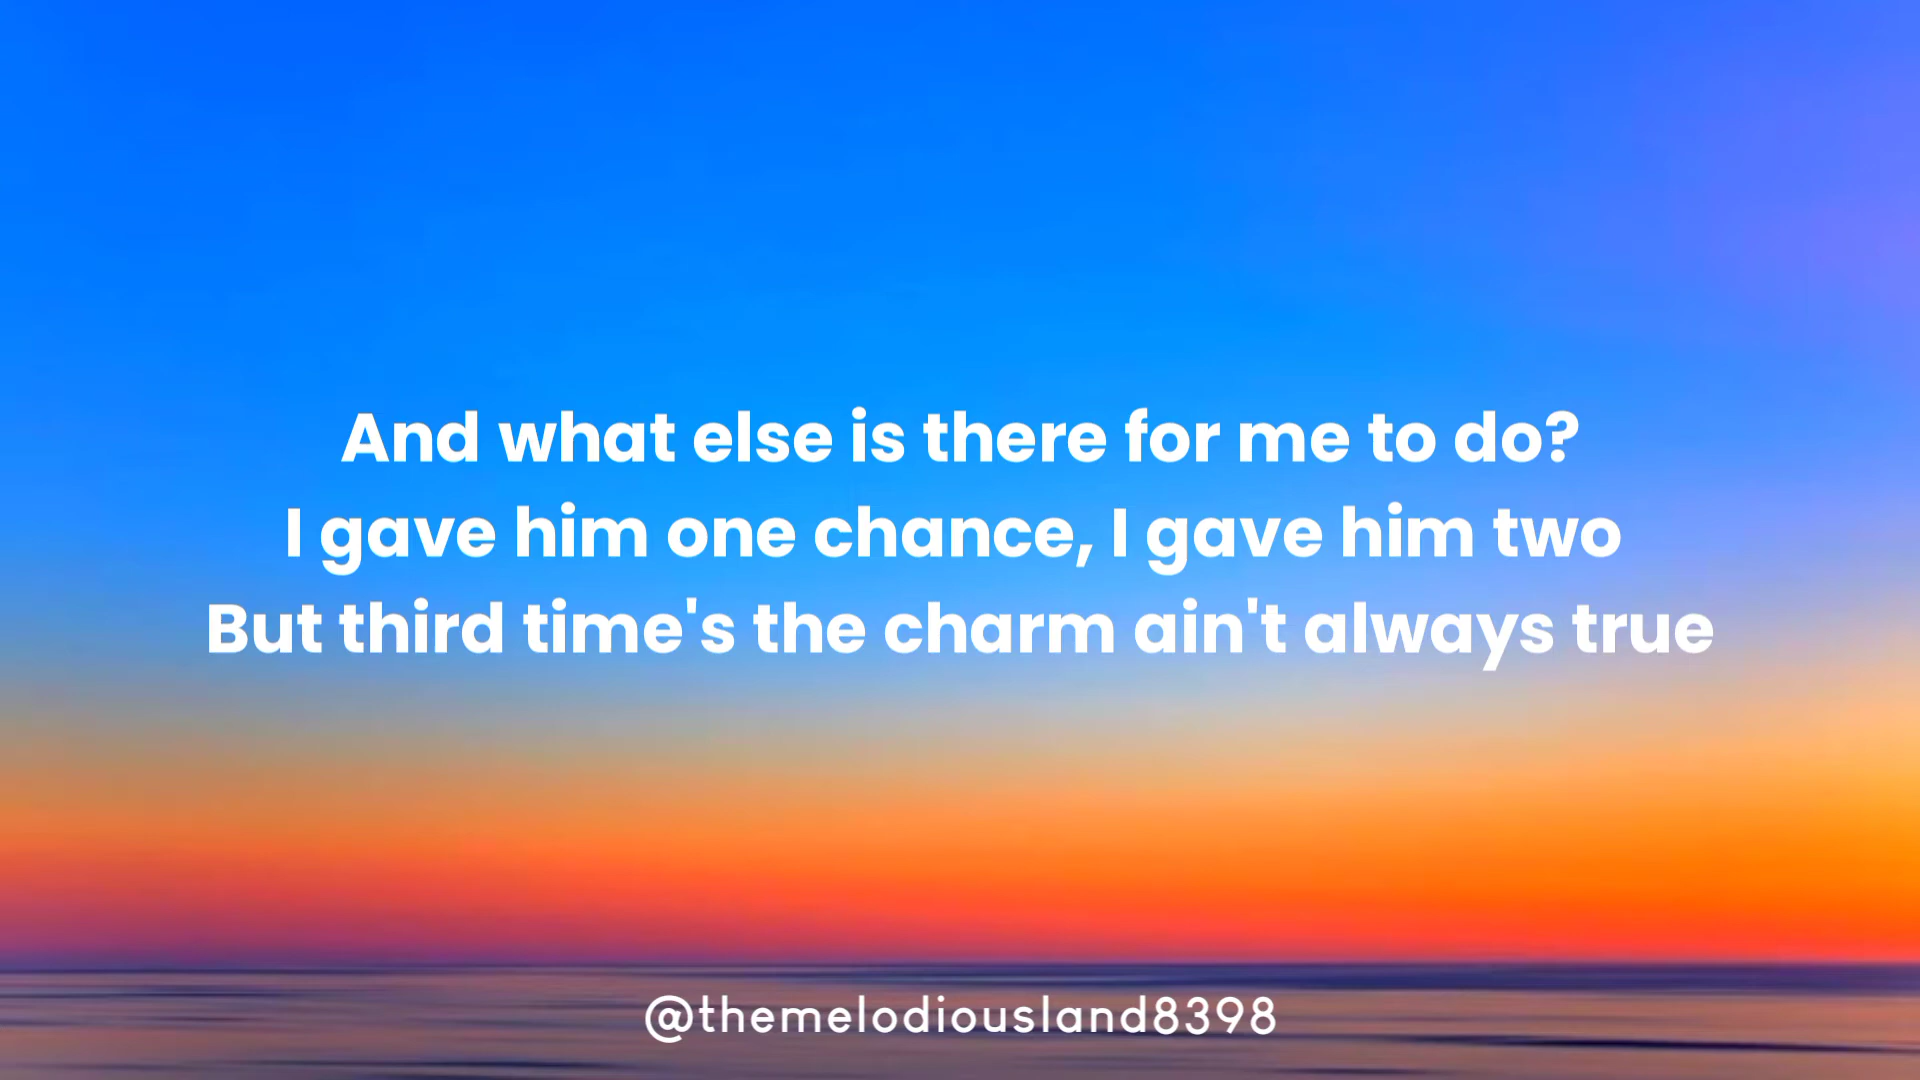 And what else is there for me to do?
I gave him one chance, I gave him two
But third time's the charm ain't always true
@themelodiousland8398